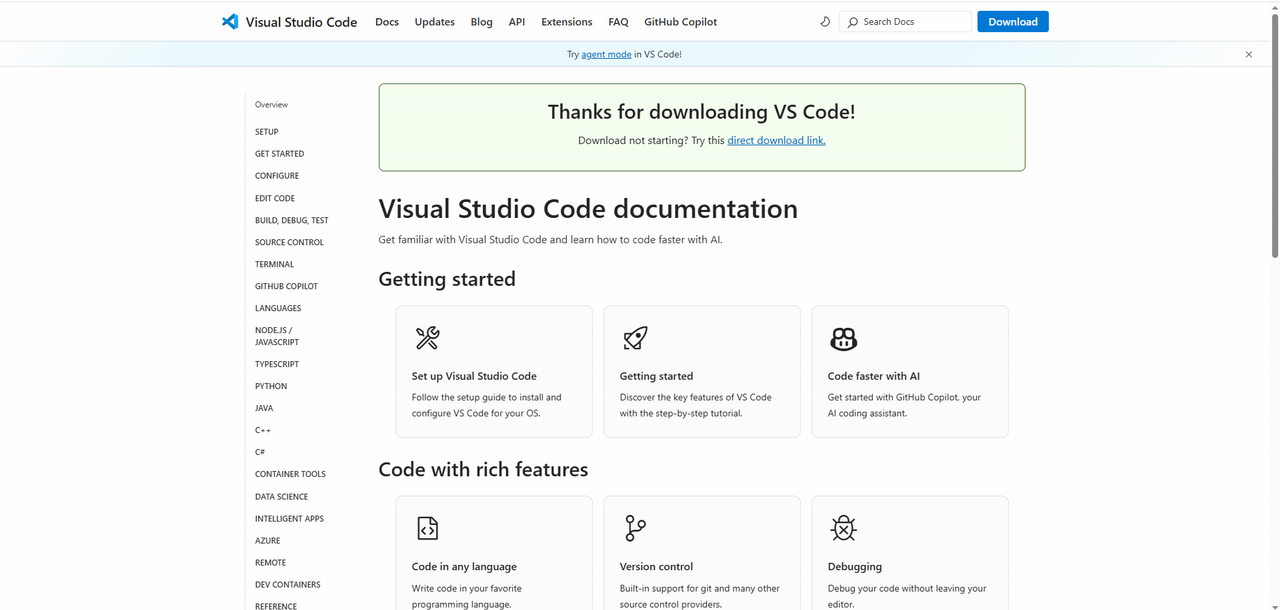 Visual Studio Code
Docs
Updates
Blog
API
Extensions
FAQ
GitHub Copilot
Search Docs
Download
Try agent mode in VS Code!
Overview
SETUP
GET STARTED
CONFIGURE
EDIT CODE
BUILD, DEBUG, TEST
SOURCE CONTROL
TERMINAL
GITHUB COPILOT
LANGUAGES
NODE.JS /
JAVASCRIPT
TYPESCRIPT
PYTHON
JAVA
C++
C#
CONTAINER TOOLS
DATA SCIENCE
INTELLIGENT APPS
AZURE
REMOTE
DEV CONTAINERS
REFERENCE
Thanks for downloading VS Code!
Download not starting? Try this direct download link.
Visual Studio Code documentation
Get familiar with Visual Studio Code and learn how to code faster with AI.
Getting started
Set up Visual Studio Code
Follow the setup guide to install and
configure VS Code for your OS.
Getting started
Discover the key features of VS Code
with the step-by-step tutorial.
Code faster with AI
Get started with GitHub Copilot, your
AI coding assistant.
Code with rich features
Code in any language
Write code in your favorite
programming language.
Version control
Built-in support for git and many other
source control providers.
Debugging
Debug your code without leaving your
editor.